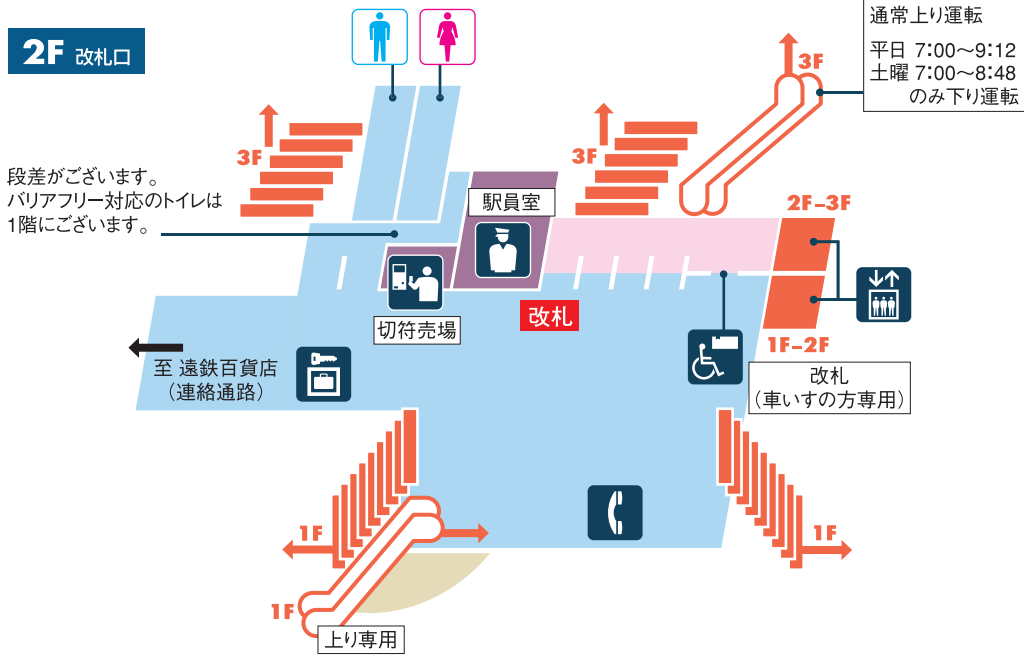 2F 改札口
通常上り運転
平日 7:00～9:12
土曜 7:00～8:48
のみ下り運転
3F
3F
3F
段差がございます。
バリアフリー対応のトイレは
1階にございます。
駅員室
2F-3F
切符売場
改札
1F-2F
至 遠鉄百貨店
（連絡通路）
改札
（車いすの方専用）
1F
1F
1F
上り専用